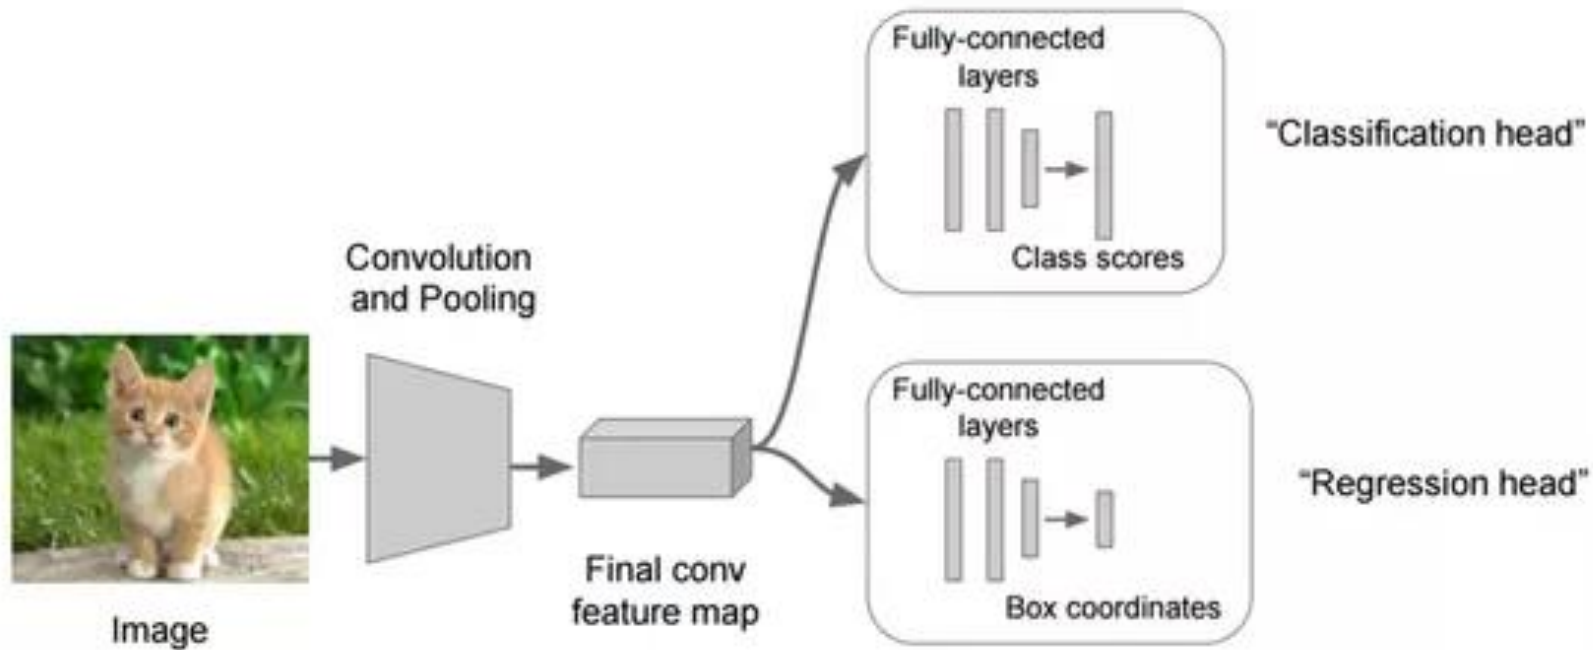 Image
Convolution
and Pooling
Final conv
feature map
Fully-connected
layers
Class scores
“Classification head”
Fully-connected
layers
Box coordinates
“Regression head”